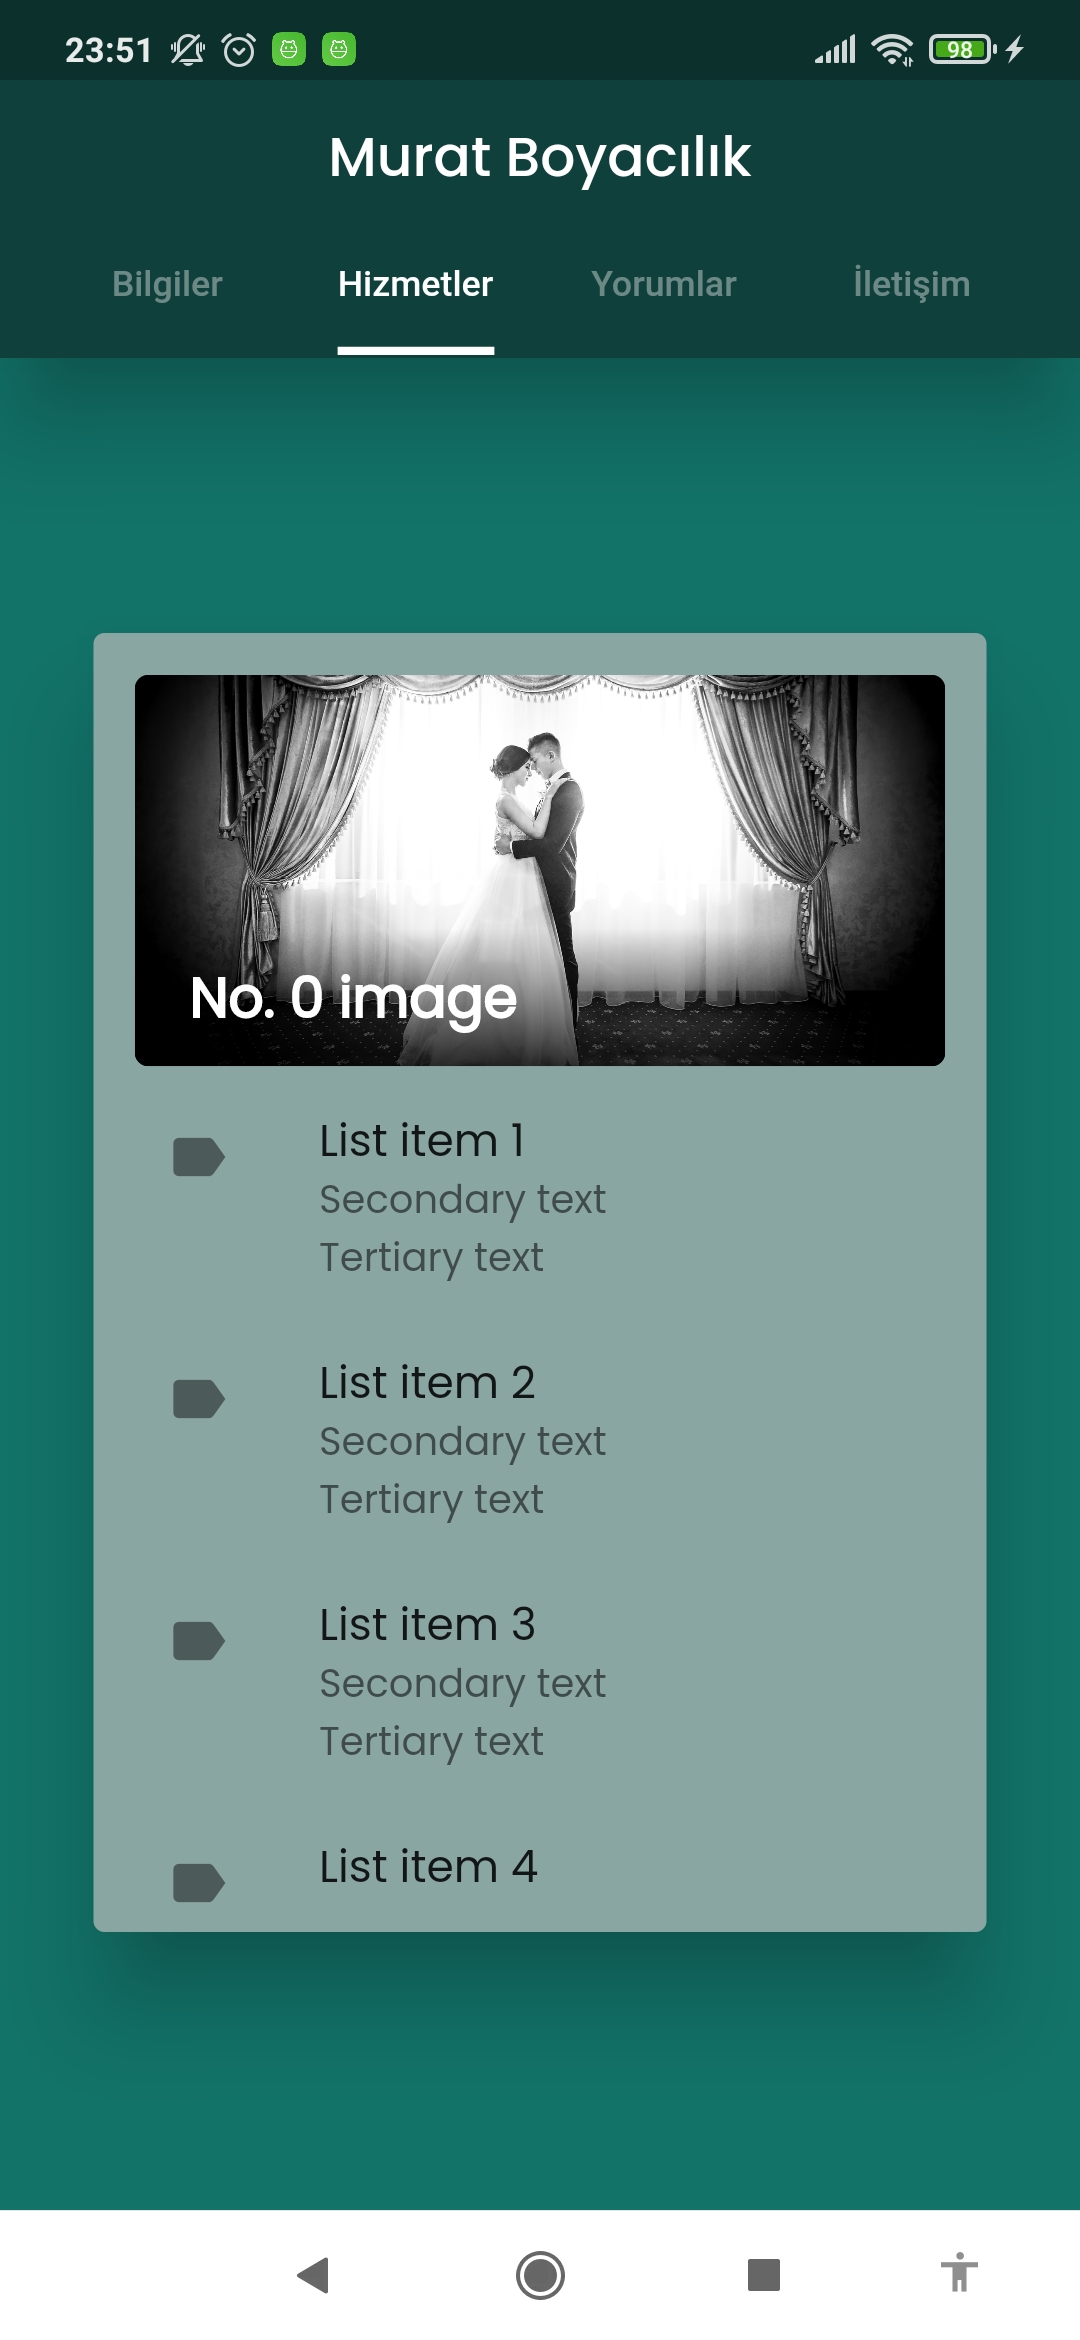 23:51
98
Murat Boyacılık
Bilgiler Hizmetler Yorumlar İletişim
No. 0 image
List item 1
Secondary text
Tertiary text
List item 2
Secondary text
Tertiary text
List item 3
Secondary text
Tertiary text
List item 4